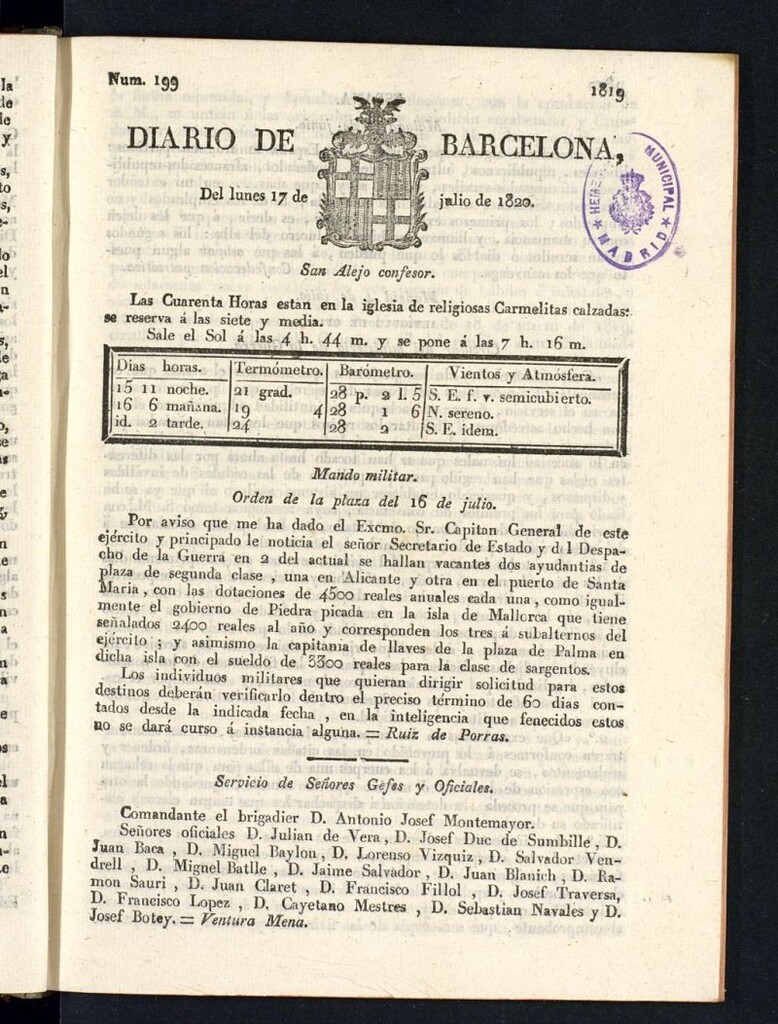 Num. 199
1819
DIARIO DE BARCELONA,
Del lunes 17 de julio de 1820.
HEME MUNICIPAL
MADRID
San Alejo confesor.
Las Cuarenta Horas estan en la iglesia de religiosas Carmelitas calzadas:
se reserva á las siete y media.
Sale el Sol á las 4 h. 44 m. y se pone á las 7 h. 16 m.
Dias horas. Termómetro. Barómetro. Vientos y Atmósfera.
15 11 noche. 21 grad. 28 p. 2 l. 5 S. E. f. v. semicubierto.
16 6 mañana. 19 4 28 1 6 N. sereno.
id. 2 tarde. 24 28 2 S. E. idem.
Mando militar.
Orden de la plaza del 16 de julio.
Por aviso que me ha dado el Excmo. Sr. Capitan General de este
ejército y principado le noticia el señor Secretario de Estado y d l Despa-
cho de la Guerra en 2 del actual se hallan vacantes dos ayudantías de
plaza de segunda clase , una en Alicante y otra en el puerto de Santa
Maria , con las dotaciones de 4500 reales anuales cada una , como igual-
mente el gobierno de Piedra picada en la isla de Mallorca que tiene
señalados 2400 reales al año y corresponden los tres á subalternos del
ejército ; y asimismo la capitania de llaves de la plaza de Palma en
dicha isla con el sueldo de 3300 reales para la clase de sargentos.
Los individuos militares que quieran dirigir solicitud para estos
destinos deberán verificarlo dentro el preciso término de 60 dias con-
tados desde la indicada fecha , en la inteligencia que fenecidos estos
no se dará curso á instancia alguna. = Ruiz de Porras.
Servicio de Señores Gefes y Oficiales.
Comandante el brigadier D. Antonio Josef Montemayor.
Señores oficiales D. Julian de Vera , D. Josef Duc de Sumbille , D.
Juan Baca , D. Miguel Baylon , D. Lorenso Vizquiz , D. Salvador Ven-
drell , D. Mignel Batlle , D. Jaime Salvador , D. Juan Blanich , D. Ra-
mon Sauri , D. Juan Claret , D. Francisco Fillol , D. Josef Traversa,
D. Francisco Lopez , D. Cayetano Mestres , D. Sebastian Navales y D.
Josef Botey. = Ventura Mena.